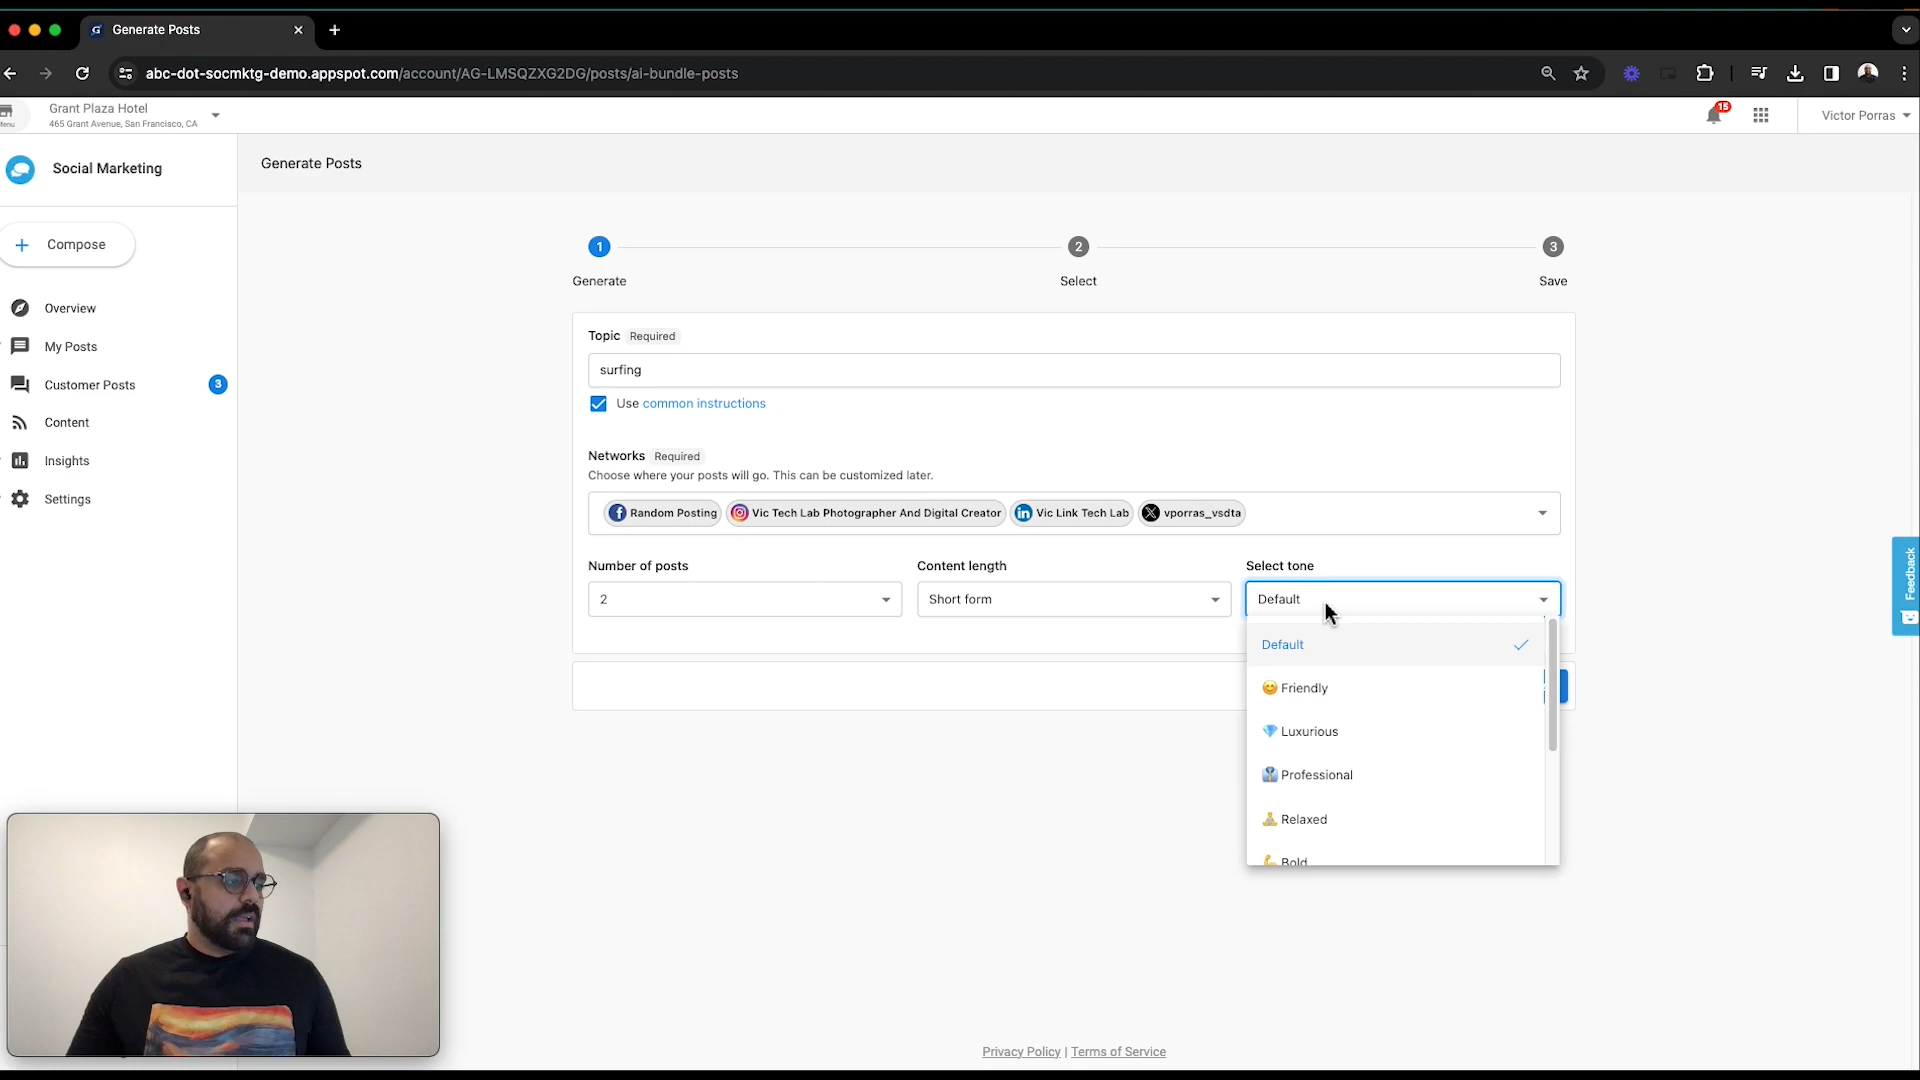 Generate Posts
abc-dot-socmktg-demo.appspot.com/account/AG-LMSQZXG2DG/posts/ai-bundle-posts
Menu
Grant Plaza Hotel
465 Grant Avenue, San Francisco, CA
15
Victor Porras
Social Marketing
Generate Posts
Compose
Overview
My Posts
Customer Posts 3
Content
Insights
Settings
1 2 3
Generate Select Save
Topic Required
surfing
Use common instructions
Networks Required
Choose where your posts will go. This can be customized later.
Random Posting Vic Tech Lab Photographer And Digital Creator Vic Link Tech Lab vporras_vsdta
Number of posts Content length Select tone
2 Short form Default
Default
😊 Friendly
💎 Luxurious
👔 Professional
🧘 Relaxed
💪 Bold
Feedback
Privacy Policy | Terms of Service